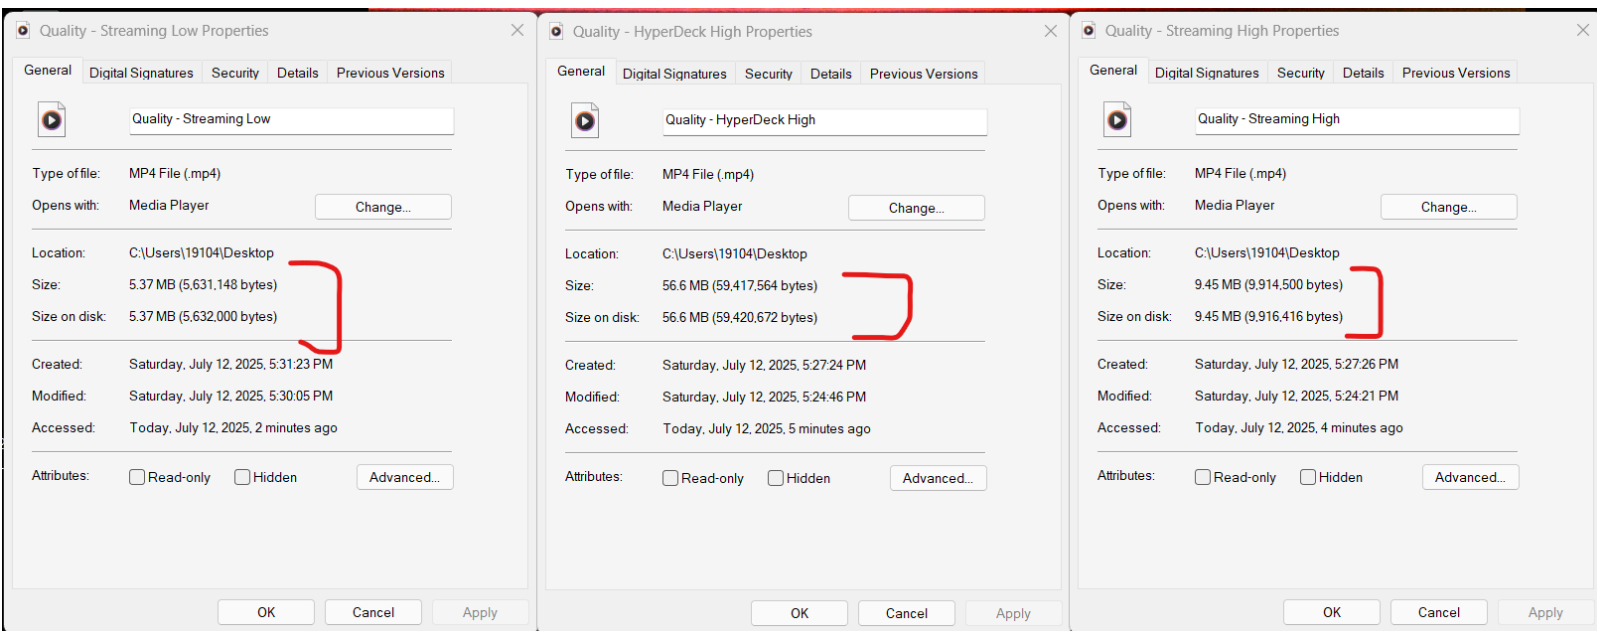 Quality - Streaming Low Properties
General Digital Signatures Security Details Previous Versions
Quality - Streaming Low
Type of file: MP4 File (.mp4)
Opens with: Media Player Change...
Location: C:\Users\19104\Desktop
Size: 5.37 MB (5,631,148 bytes)
Size on disk: 5.37 MB (5,632,000 bytes)
Created: Saturday, July 12, 2025, 5:31:23 PM
Modified: Saturday, July 12, 2025, 5:30:05 PM
Accessed: Today, July 12, 2025, 2 minutes ago
Attributes: Read-only Hidden Advanced...
OK Cancel Apply
Quality - HyperDeck High Properties
General Digital Signatures Security Details Previous Versions
Quality - HyperDeck High
Type of file: MP4 File (.mp4)
Opens with: Media Player Change...
Location: C:\Users\19104\Desktop
Size: 56.6 MB (59,417,564 bytes)
Size on disk: 56.6 MB (59,420,672 bytes)
Created: Saturday, July 12, 2025, 5:27:24 PM
Modified: Saturday, July 12, 2025, 5:24:46 PM
Accessed: Today, July 12, 2025, 5 minutes ago
Attributes: Read-only Hidden Advanced...
OK Cancel Apply
Quality - Streaming High Properties
General Digital Signatures Security Details Previous Versions
Quality - Streaming High
Type of file: MP4 File (.mp4)
Opens with: Media Player Change...
Location: C:\Users\19104\Desktop
Size: 9.45 MB (9,914,500 bytes)
Size on disk: 9.45 MB (9,916,416 bytes)
Created: Saturday, July 12, 2025, 5:27:26 PM
Modified: Saturday, July 12, 2025, 5:24:21 PM
Accessed: Today, July 12, 2025, 4 minutes ago
Attributes: Read-only Hidden Advanced...
OK Cancel Apply